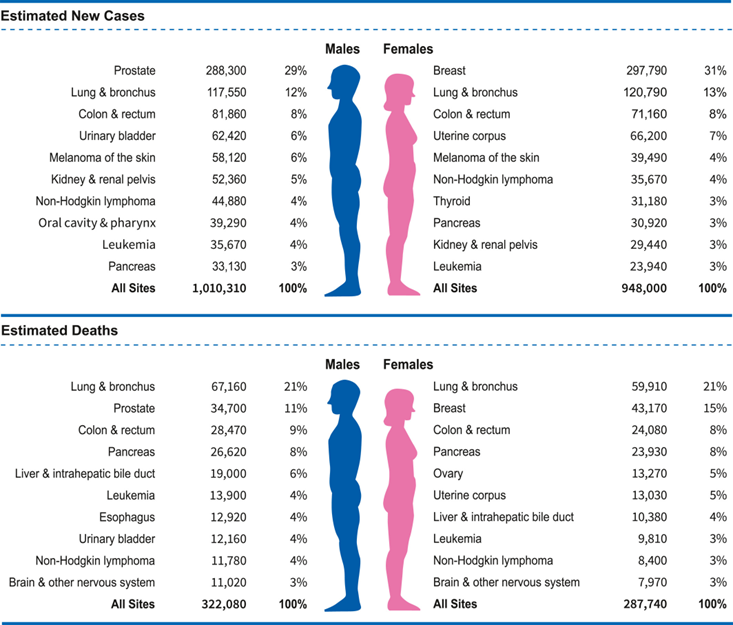 Estimated New Cases
Males Females
Prostate 288,300 29% Breast 297,790 31%
Lung & bronchus 117,550 12% Lung & bronchus 120,790 13%
Colon & rectum 81,860 8% Colon & rectum 71,160 8%
Urinary bladder 62,420 6% Uterine corpus 66,200 7%
Melanoma of the skin 58,120 6% Melanoma of the skin 39,490 4%
Kidney & renal pelvis 52,360 5% Non-Hodgkin lymphoma 35,670 4%
Non-Hodgkin lymphoma 44,880 4% Thyroid 31,180 3%
Oral cavity & pharynx 39,290 4% Pancreas 30,920 3%
Leukemia 35,670 4% Kidney & renal pelvis 29,440 3%
Pancreas 33,130 3% Leukemia 23,940 3%
All Sites 1,010,310 100% All Sites 948,000 100%
Estimated Deaths
Males Females
Lung & bronchus 67,160 21% Lung & bronchus 59,910 21%
Prostate 34,700 11% Breast 43,170 15%
Colon & rectum 28,470 9% Colon & rectum 24,080 8%
Pancreas 26,620 8% Pancreas 23,930 8%
Liver & intrahepatic bile duct 19,000 6% Ovary 13,270 5%
Leukemia 13,900 4% Uterine corpus 13,030 5%
Esophagus 12,920 4% Liver & intrahepatic bile duct 10,380 4%
Urinary bladder 12,160 4% Leukemia 9,810 3%
Non-Hodgkin lymphoma 11,780 4% Non-Hodgkin lymphoma 8,400 3%
Brain & other nervous system 11,020 3% Brain & other nervous system 7,970 3%
All Sites 322,080 100% All Sites 287,740 100%